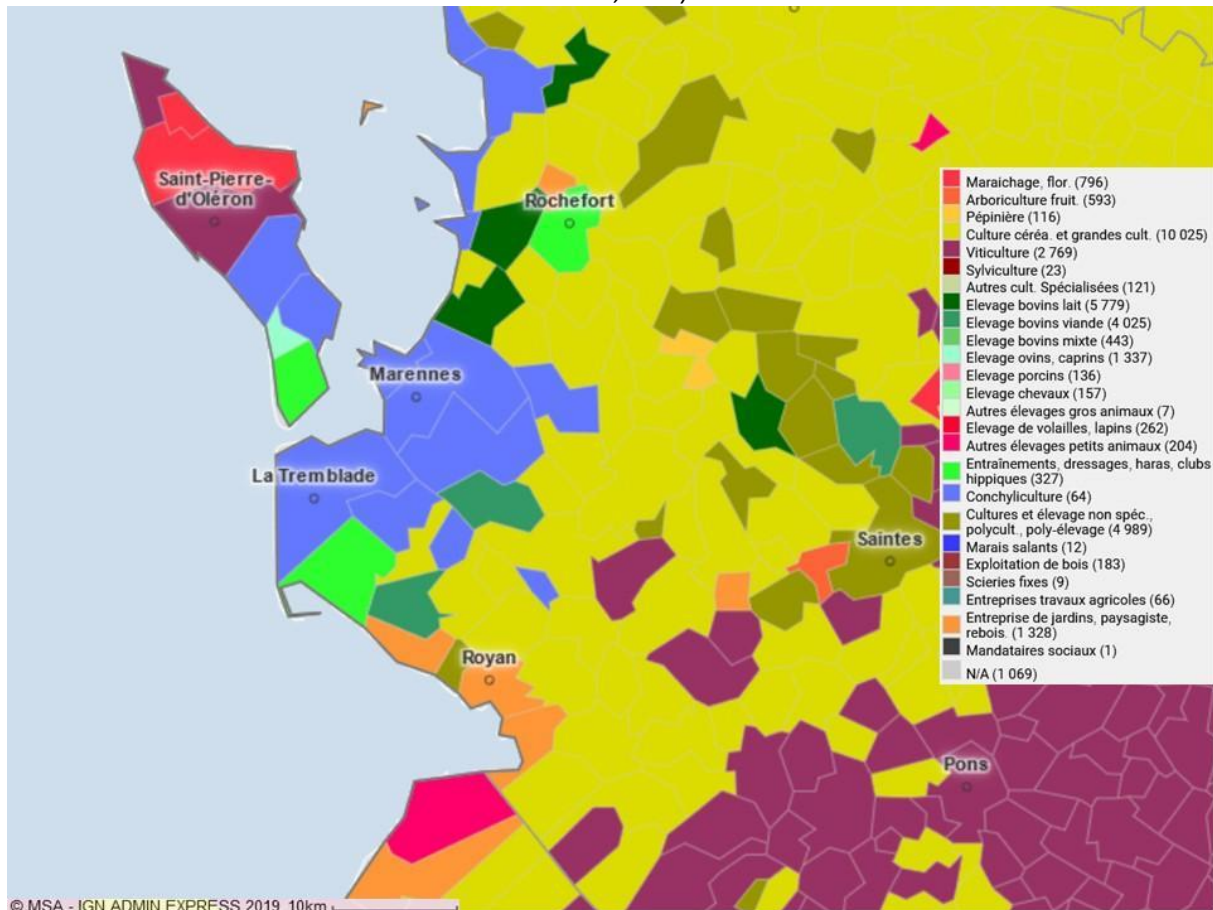 Saint-Pierre-
d'Oléron
Rochefort
Marennes
La Tremblade
Saintes
Royan
Pons
Maraichage, flor. (796)
Arboriculture fruit. (593)
Pépinière (116)
Culture céréa. et grandes cult. (10 025)
Viticulture (2 769)
Sylviculture (23)
Autres cult. Spécialisées (121)
Elevage bovins lait (5 779)
Elevage bovins viande (4 025)
Elevage bovins mixte (443)
Elevage ovins, caprins (1 337)
Elevage porcins (136)
Elevage chevaux (157)
Autres élevages gros animaux (7)
Elevage de volailles, lapins (262)
Autres élevages petits animaux (204)
Entraînements, dressages, haras, clubs
hippiques (327)
Conchyliculture (64)
Cultures et élevage non spéc.,
polycult., poly-élevage (4 989)
Marais salants (12)
Exploitation de bois (183)
Scieries fixes (9)
Entreprises travaux agricoles (66)
Entreprise de jardins, paysagiste,
rebois. (1 328)
Mandataires sociaux (1)
N/A (1 069)
© MSA - IGN ADMIN EXPRESS 2019 10km